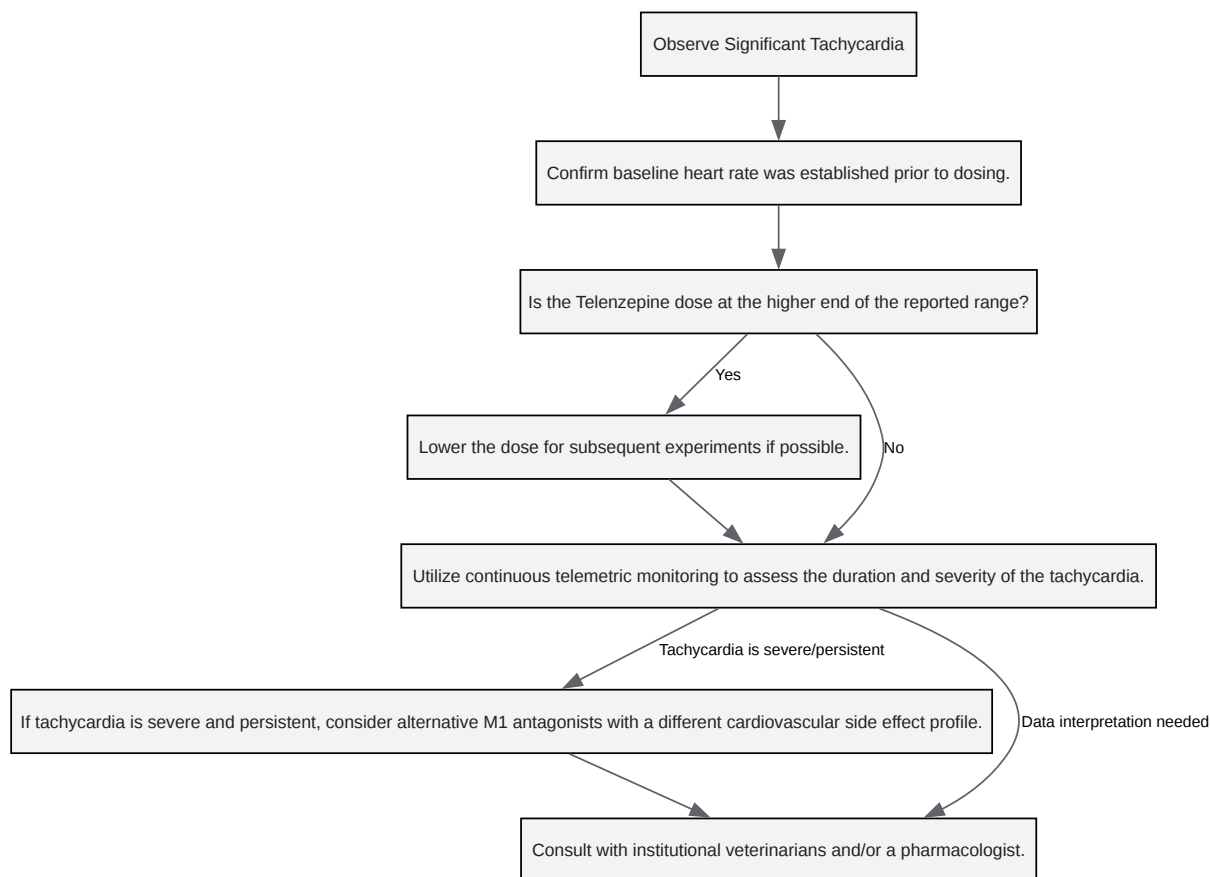 Observe Significant Tachycardia
Confirm baseline heart rate was established prior to dosing.
Is the Telenzepine dose at the higher end of the reported range?
Yes
Lower the dose for subsequent experiments if possible.
No
Utilize continuous telemetric monitoring to assess the duration and severity of the tachycardia.
Tachycardia is severe/persistent
If tachycardia is severe and persistent, consider alternative M1 antagonists with a different cardiovascular side effect profile.
Data interpretation needed
Consult with institutional veterinarians and/or a pharmacologist.